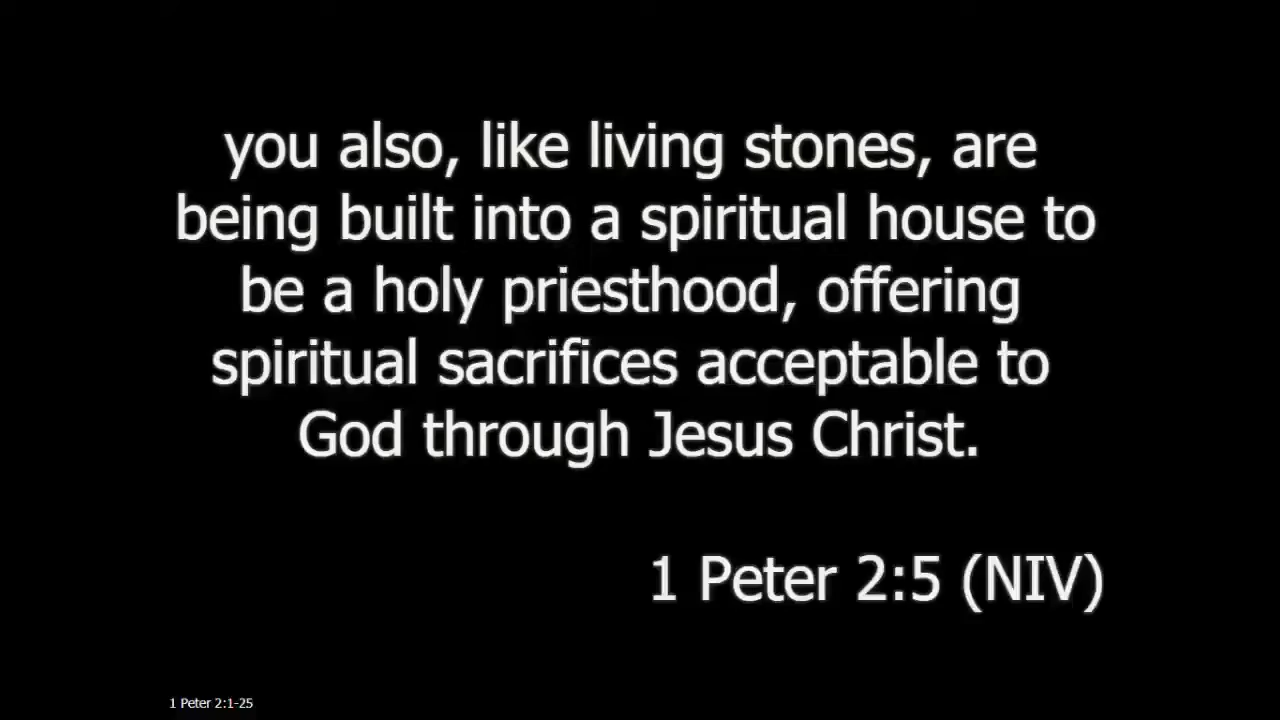 you also, like living stones, are
being built into a spiritual house to
be a holy priesthood, offering
spiritual sacrifices acceptable to
God through Jesus Christ.
1 Peter 2:5 (NIV)
1 Peter 2:1-25